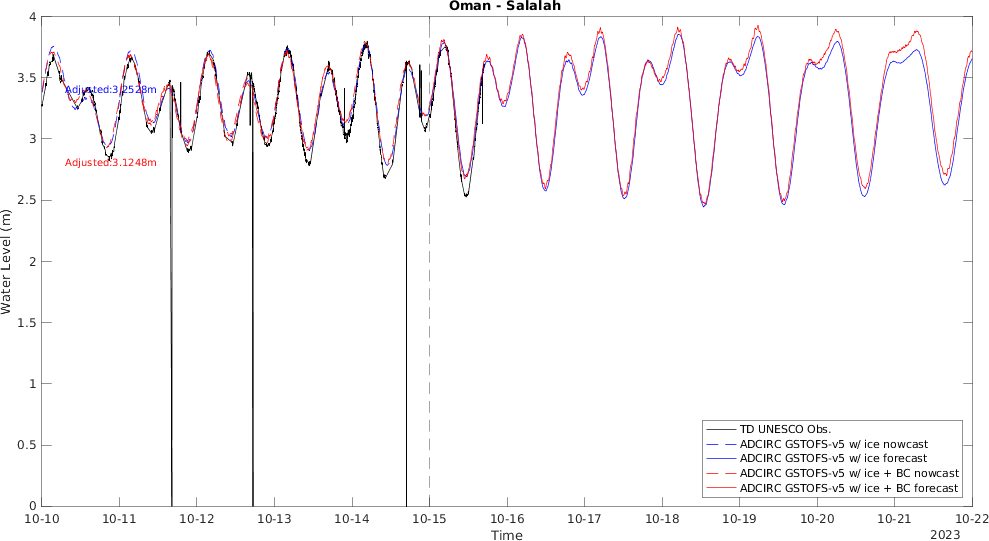 Oman - Salalah
4
3.5
3
2.5
2
1.5
1
0.5
0
Water Level (m)
Adjusted:3.2528m
Adjusted:3.1248m
TD UNESCO Obs.
ADCIRC GSTOFS-v5 w/ ice nowcast
ADCIRC GSTOFS-v5 w/ ice forecast
ADCIRC GSTOFS-v5 w/ ice + BC nowcast
ADCIRC GSTOFS-v5 w/ ice + BC forecast
10-10 10-11 10-12 10-13 10-14 10-15 10-16 10-17 10-18 10-19 10-20 10-21 10-22
Time
2023